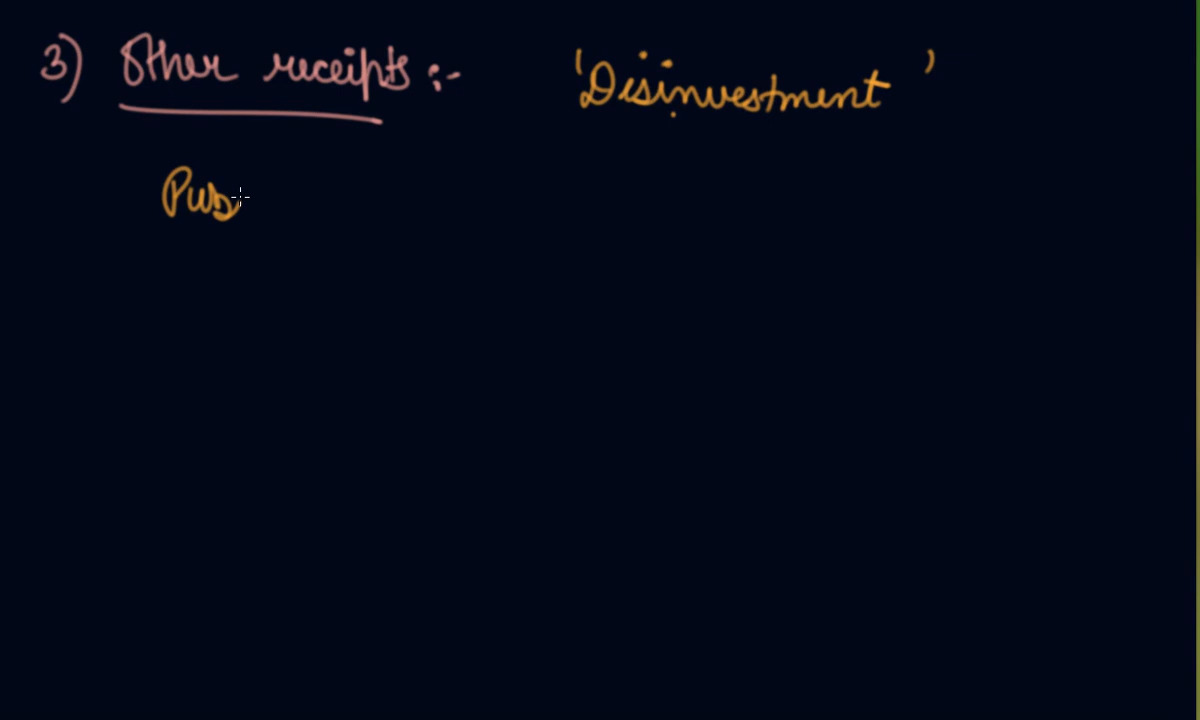 3) Other receipts :- 'Disinvestment'